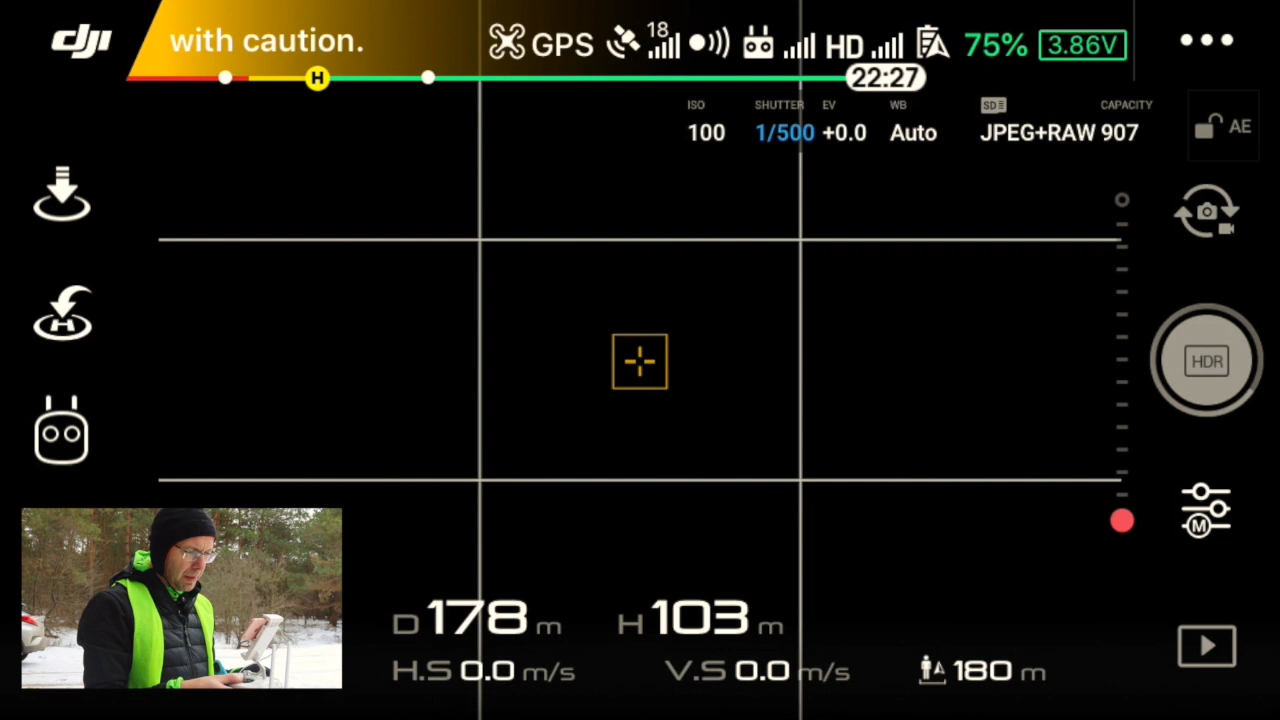 dji with caution. GPS 18 HD 75% 3.86V
H 22:27
ISO SHUTTER EV WB SD CAPACITY
100 1/500 +0.0 Auto JPEG+RAW 907
AE
H
HDR
M
D 178 m H 103 m
H.S 0.0 m/s V.S 0.0 m/s 180 m